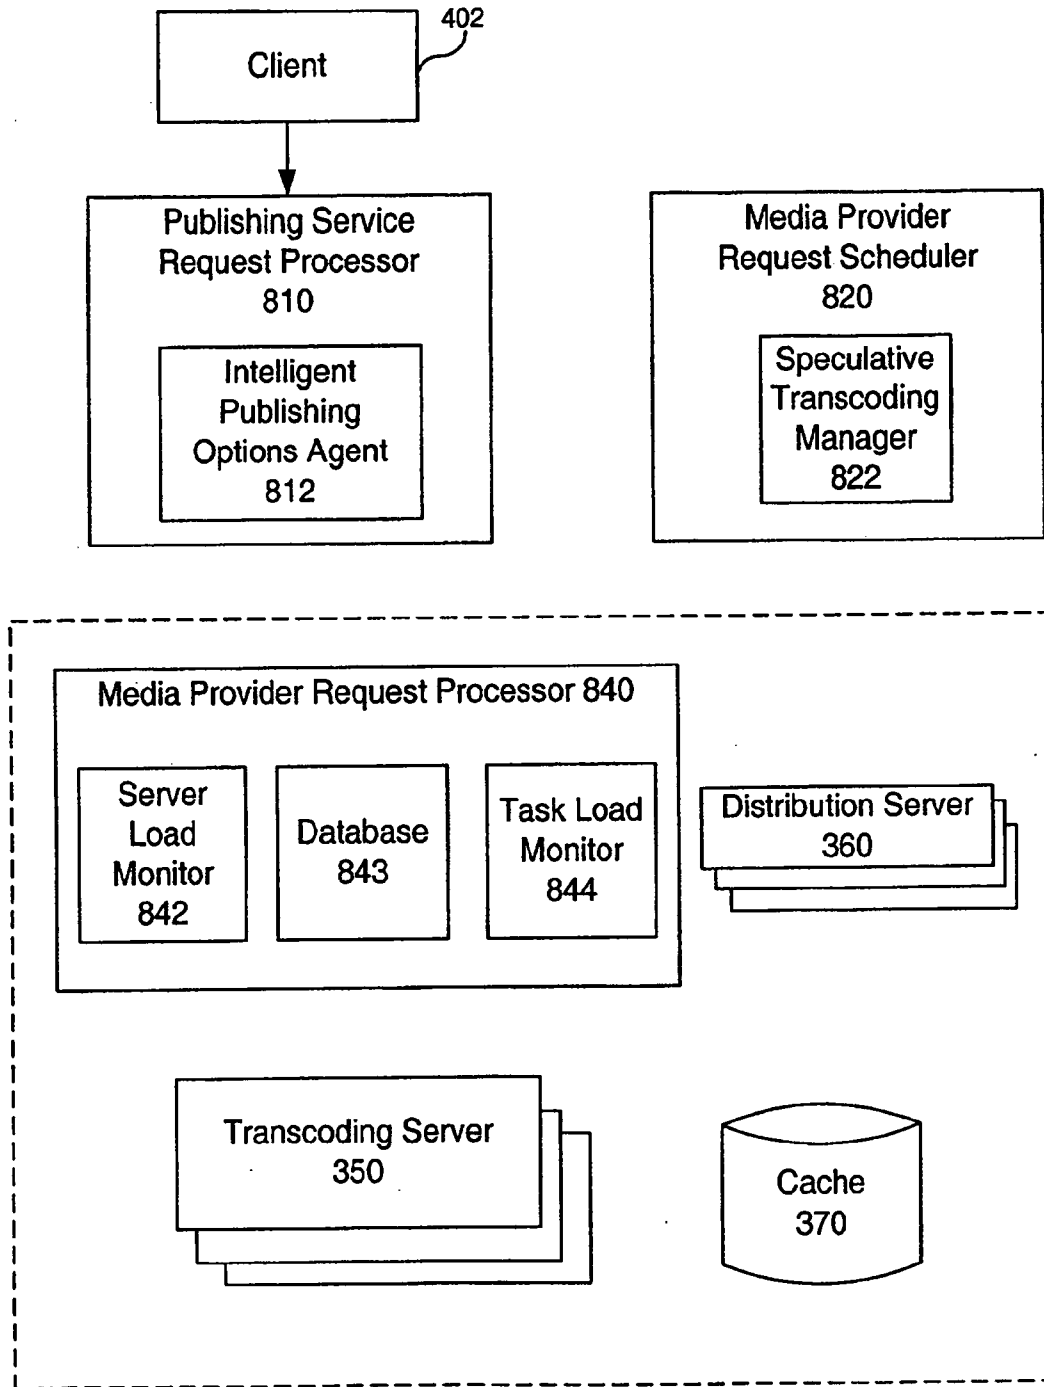 402
Client
Publishing Service
Request Processor
810
Intelligent
Publishing
Options Agent
812
Media Provider
Request Scheduler
820
Speculative
Transcoding
Manager
822
Media Provider Request Processor 840
Server
Load
Monitor
842
Database
843
Task Load
Monitor
844
Distribution Server
360
Transcoding Server
350
Cache
370